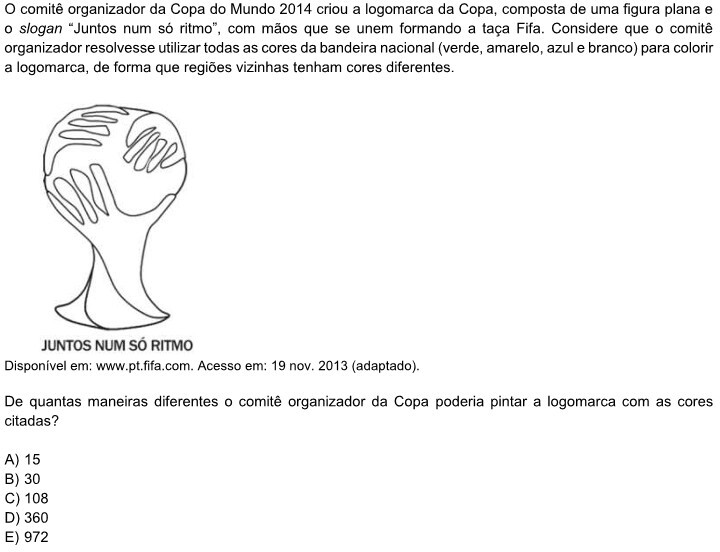 O comitê organizador da Copa do Mundo 2014 criou a logomarca da Copa, composta de uma figura plana e
o slogan “Juntos num só ritmo”, com mãos que se unem formando a taça Fifa. Considere que o comitê
organizador resolvesse utilizar todas as cores da bandeira nacional (verde, amarelo, azul e branco) para colorir
a logomarca, de forma que regiões vizinhas tenham cores diferentes.
JUNTOS NUM SÓ RITMO
Disponível em: www.pt.fifa.com. Acesso em: 19 nov. 2013 (adaptado).
De quantas maneiras diferentes o comitê organizador da Copa poderia pintar a logomarca com as cores
citadas?
A) 15
B) 30
C) 108
D) 360
E) 972